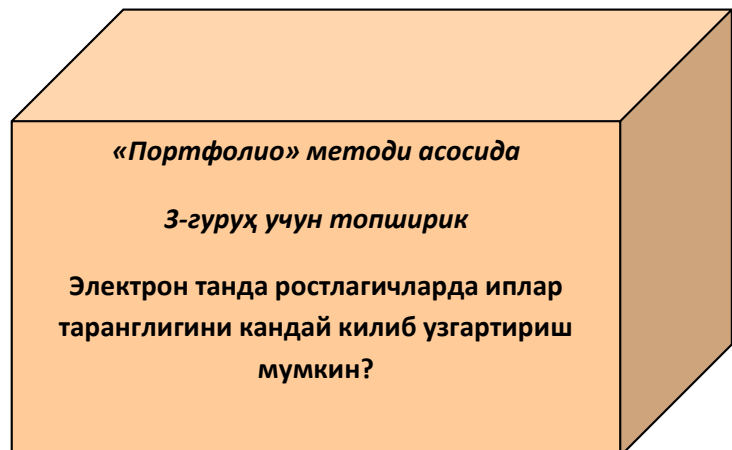 «Портфолио» методи асосида
3-гуруҳ учун топширик
Электрон танда ростлагичларда иплар
таранглигини кандай килиб узгартириш
мумкин?